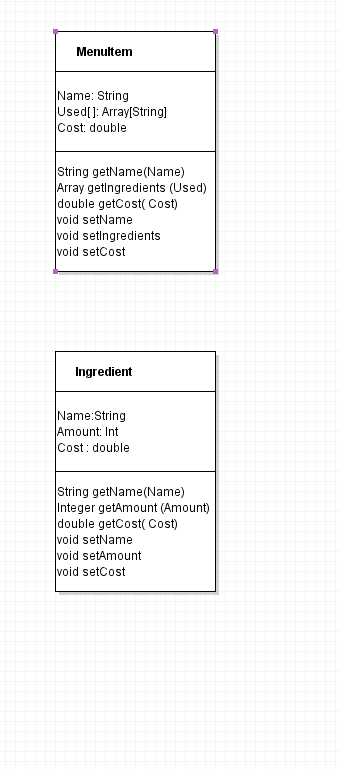 MenuItem
Name: String
Used[ ]: Array[String]
Cost: double
String getName(Name)
Array getIngredients (Used)
double getCost( Cost)
void setName
void setIngredients
void setCost
Ingredient
Name:String
Amount: Int
Cost : double
String getName(Name)
Integer getAmount (Amount)
double getCost( Cost)
void setName
void setAmount
void setCost